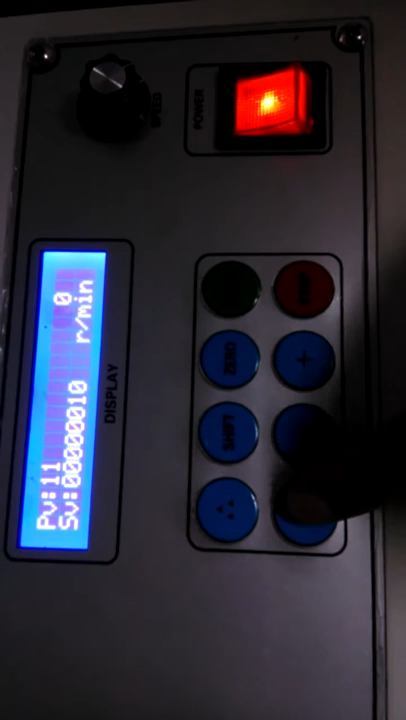 SPEED
POWER
Pv:11 0
Sv:00000010 r/min
DISPLAY
STOP
ZERO
+
SHIFT